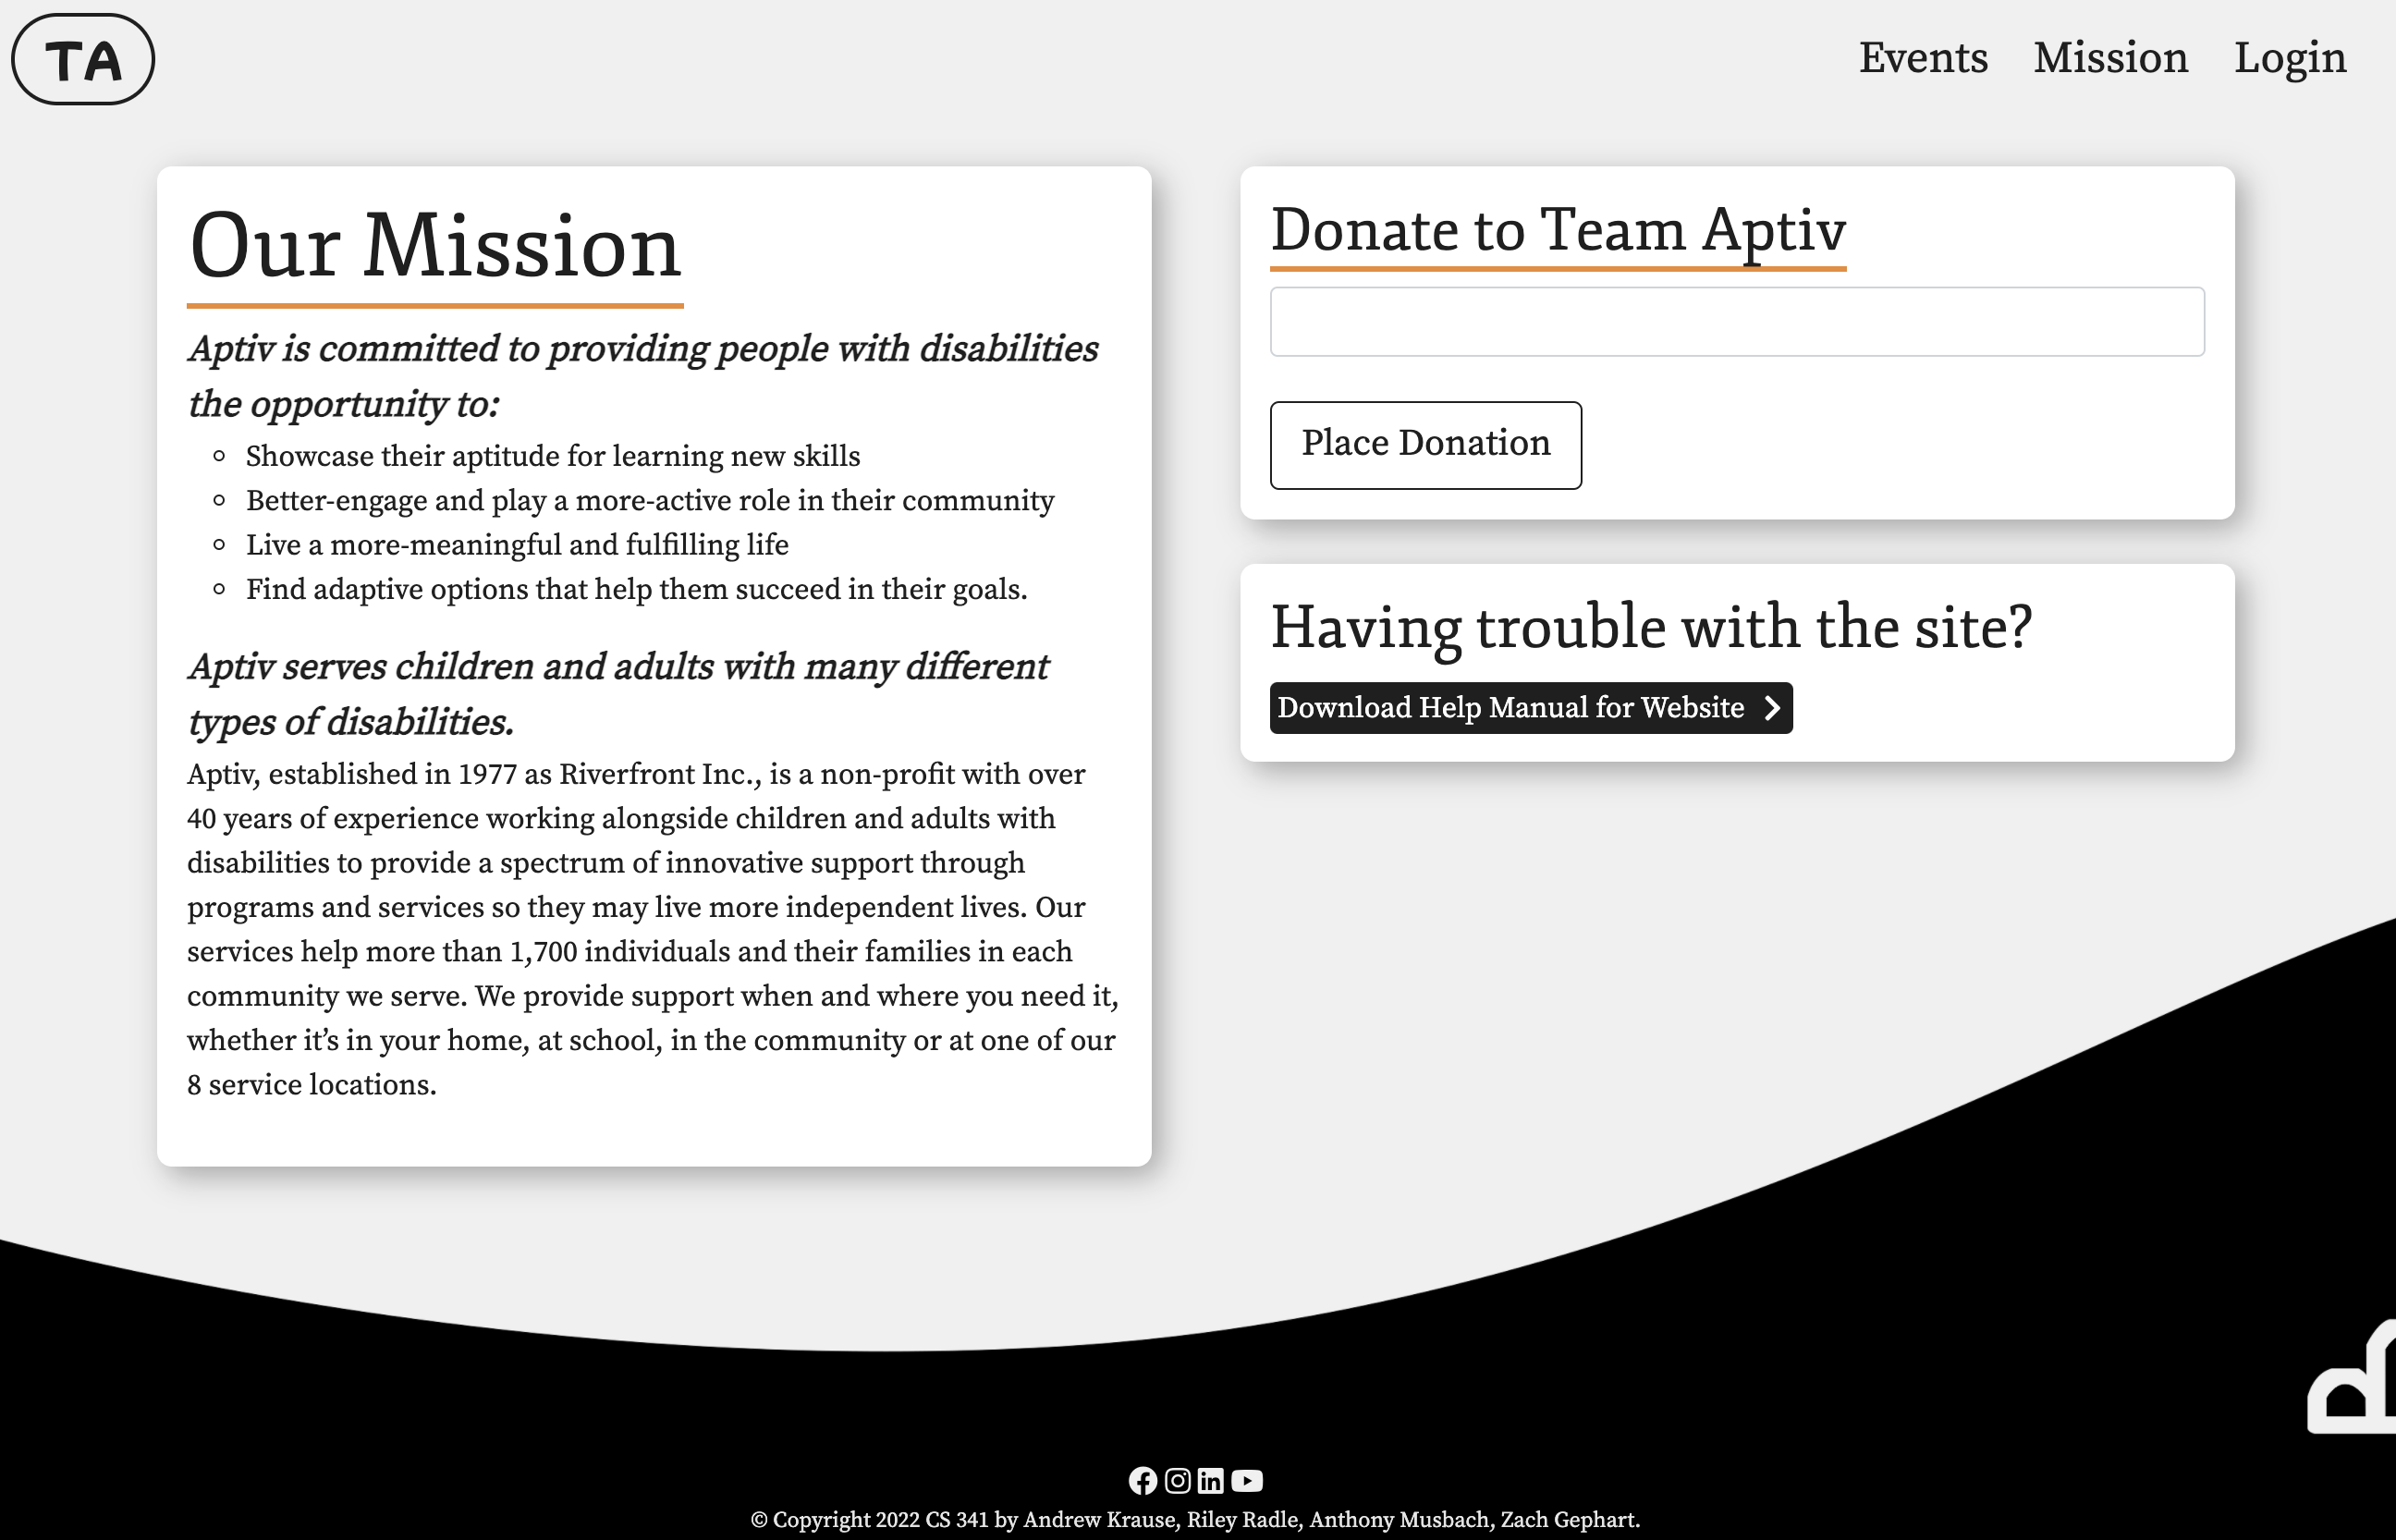 TA
Events Mission Login
Our Mission
Aptiv is committed to providing people with disabilities
the opportunity to:
Showcase their aptitude for learning new skills
Better-engage and play a more-active role in their community
Live a more-meaningful and fulfilling life
Find adaptive options that help them succeed in their goals.
Aptiv serves children and adults with many different
types of disabilities.
Aptiv, established in 1977 as Riverfront Inc., is a non-profit with over
40 years of experience working alongside children and adults with
disabilities to provide a spectrum of innovative support through
programs and services so they may live more independent lives. Our
services help more than 1,700 individuals and their families in each
community we serve. We provide support when and where you need it,
whether it’s in your home, at school, in the community or at one of our
8 service locations.
Donate to Team Aptiv
Place Donation
Having trouble with the site?
Download Help Manual for Website
© Copyright 2022 CS 341 by Andrew Krause, Riley Radle, Anthony Musbach, Zach Gephart.